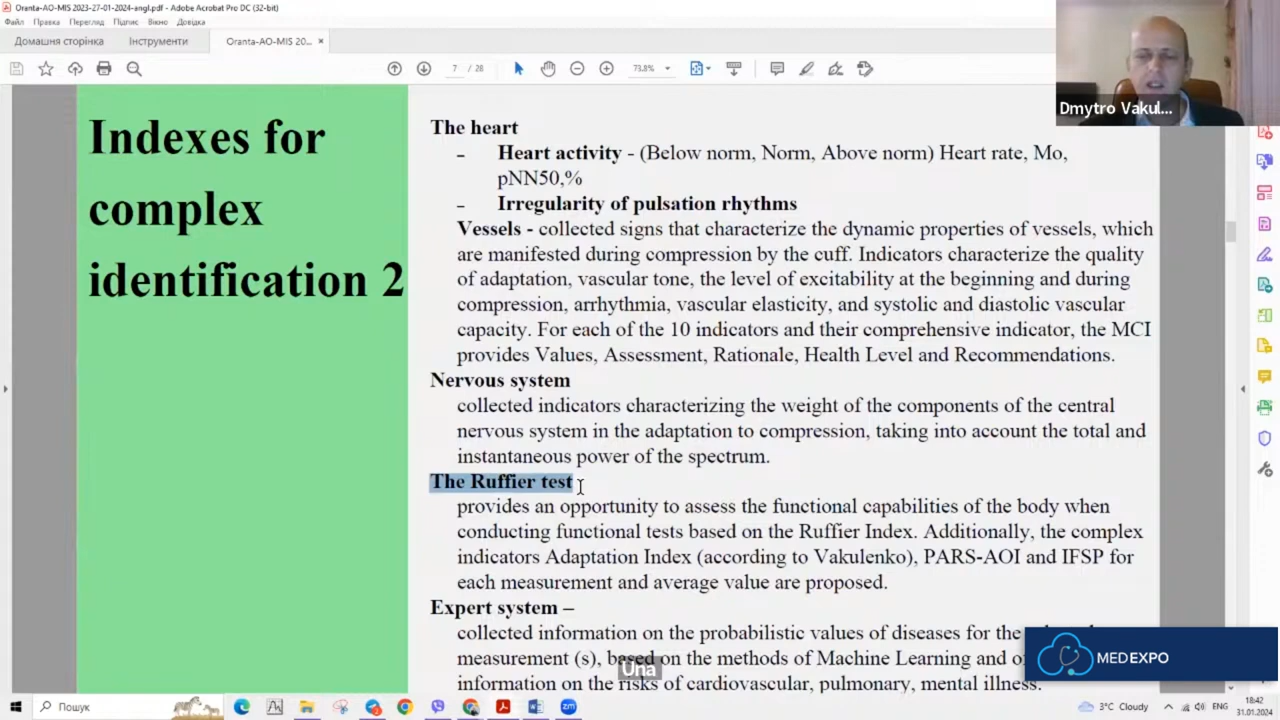 Oranta-AO-MIS 2023-27-01-2024-angl.pdf - Adobe Acrobat Pro DC (32-bit)
Файл Правка Перегляд Підпис Вікно Довідка
Домашня сторінка Інструменти Oranta-AO-MIS 20... ×
7 / 28 73.8%
Dmytro Vakul...
Indexes for
complex
identification 2
The heart
- Heart activity - (Below norm, Norm, Above norm) Heart rate, Mo,
pNN50,%
- Irregularity of pulsation rhythms
Vessels - collected signs that characterize the dynamic properties of vessels, which
are manifested during compression by the cuff. Indicators characterize the quality
of adaptation, vascular tone, the level of excitability at the beginning and during
compression, arrhythmia, vascular elasticity, and systolic and diastolic vascular
capacity. For each of the 10 indicators and their comprehensive indicator, the MCI
provides Values, Assessment, Rationale, Health Level and Recommendations.
Nervous system
collected indicators characterizing the weight of the components of the central
nervous system in the adaptation to compression, taking into account the total and
instantaneous power of the spectrum.
The Ruffier test
provides an opportunity to assess the functional capabilities of the body when
conducting functional tests based on the Ruffier Index. Additionally, the complex
indicators Adaptation Index (according to Vakulenko), PARS-AOI and IFSP for
each measurement and average value are proposed.
Expert system –
collected information on the probabilistic values of diseases for the
measurement (s), based on the methods of Machine Learning and
information on the risks of cardiovascular, pulmonary, mental illness.
Una
MEDEXPO
Пошук
3°C Cloudy
ENG
18:42
31.01.2024